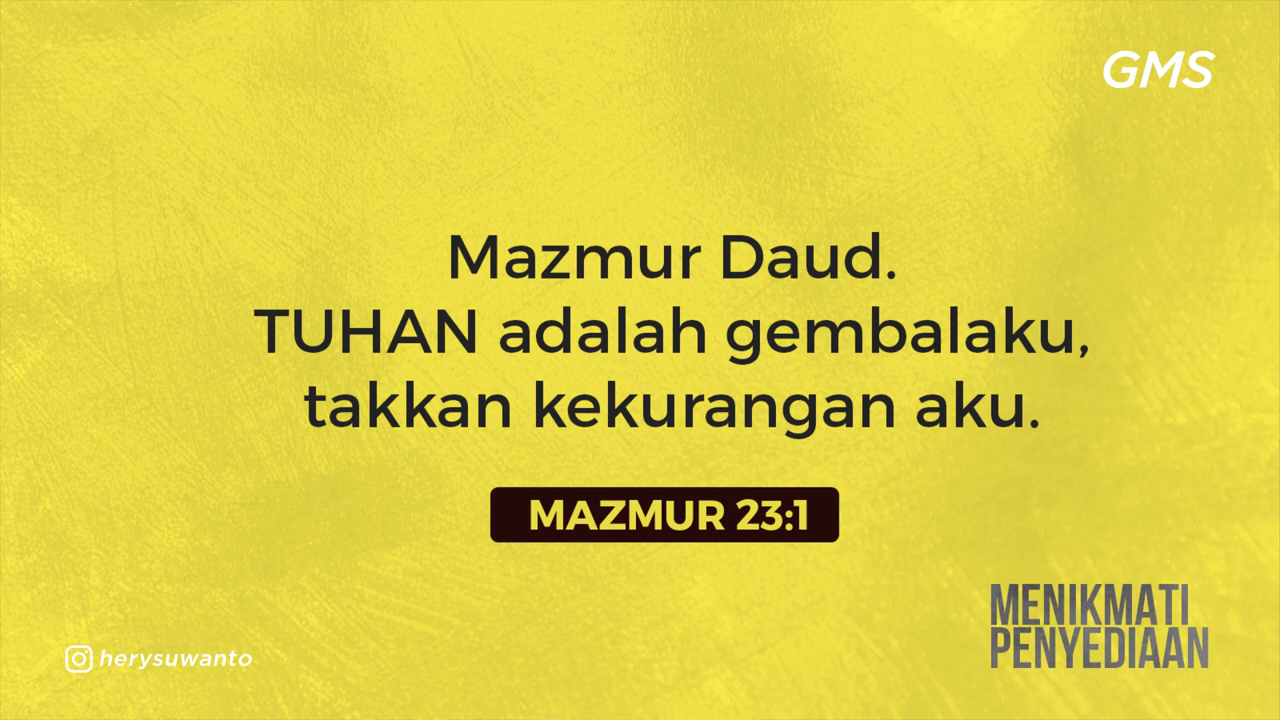 GMS
Mazmur Daud.
TUHAN adalah gembalaku,
takkan kekurangan aku.
MAZMUR 23:1
MENIKMATI
PENYEDIAAN
herysuwanto